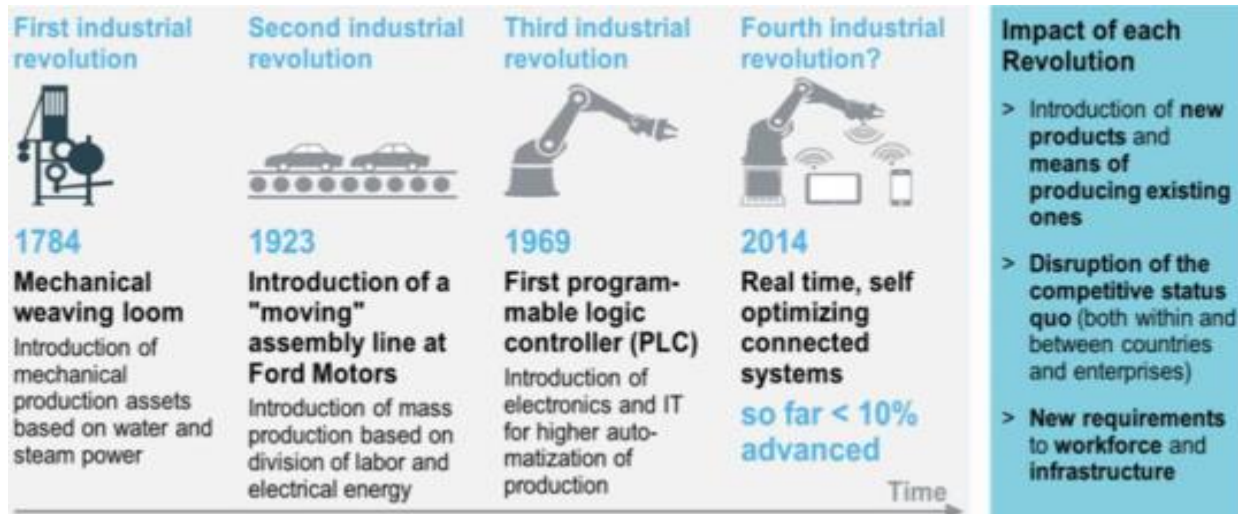 First industrial
revolution
1784
Mechanical
weaving loom
Introduction of
mechanical
production assets
based on water and
steam power
Second industrial
revolution
1923
Introduction of a
"moving"
assembly line at
Ford Motors
Introduction of mass
production based on
division of labor and
electrical energy
Third industrial
revolution
1969
First program-
mable logic
controller (PLC)
Introduction of
electronics and IT
for higher auto-
matization of
production
Fourth industrial
revolution?
2014
Real time, self
optimizing
connected
systems
so far < 10%
advanced
Time
Impact of each
Revolution
> Introduction of new
products and
means of
producing existing
ones
> Disruption of the
competitive status
quo (both within and
between countries
and enterprises)
> New requirements
to workforce and
infrastructure